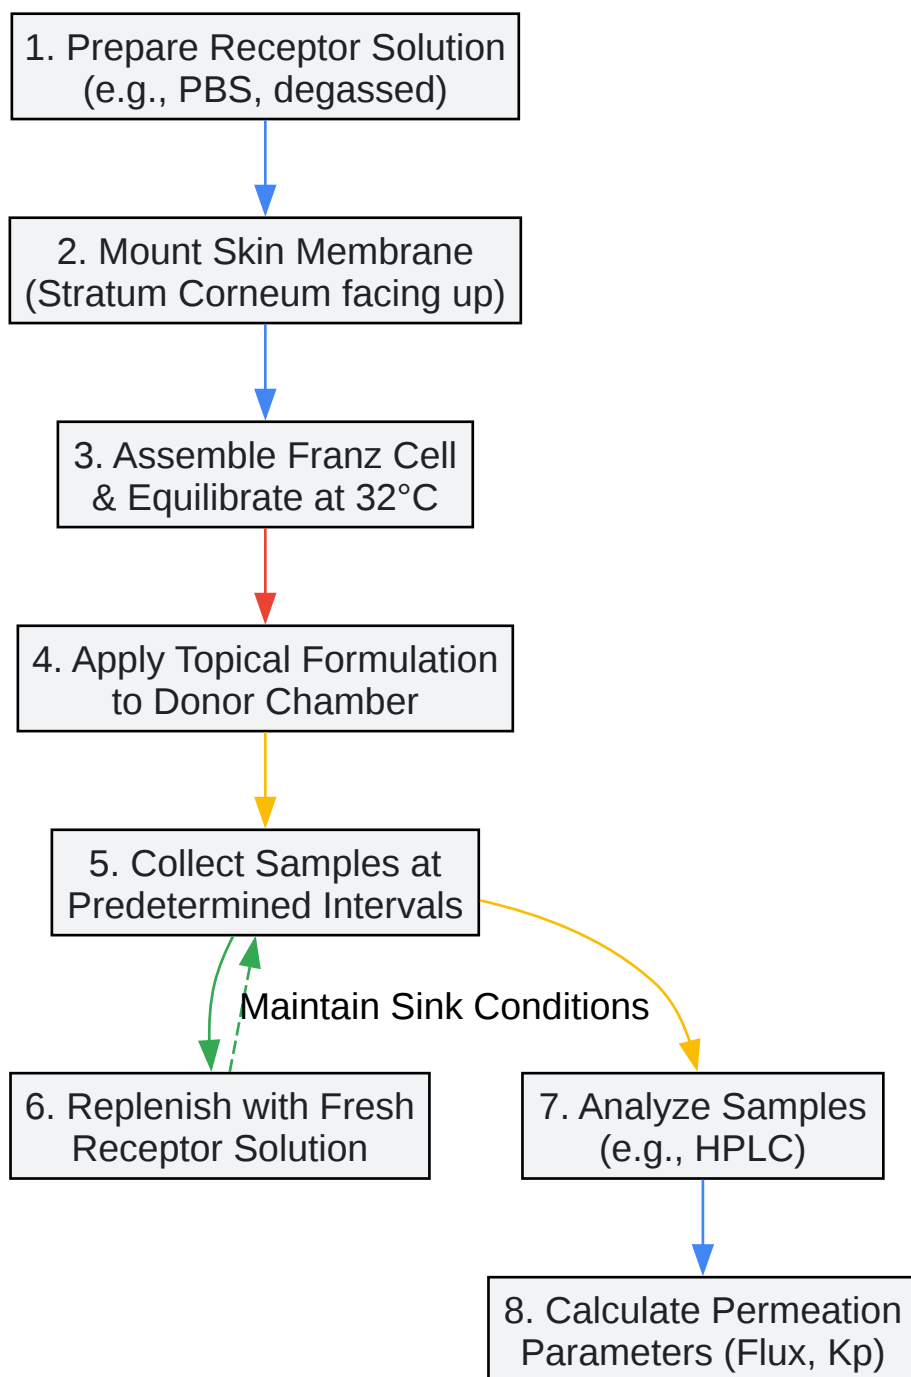 1. Prepare Receptor Solution
(e.g., PBS, degassed)
2. Mount Skin Membrane
(Stratum Corneum facing up)
3. Assemble Franz Cell
& Equilibrate at 32°C
4. Apply Topical Formulation
to Donor Chamber
5. Collect Samples at
Predetermined Intervals
Maintain Sink Conditions
6. Replenish with Fresh
Receptor Solution
7. Analyze Samples
(e.g., HPLC)
8. Calculate Permeation
Parameters (Flux, Kp)